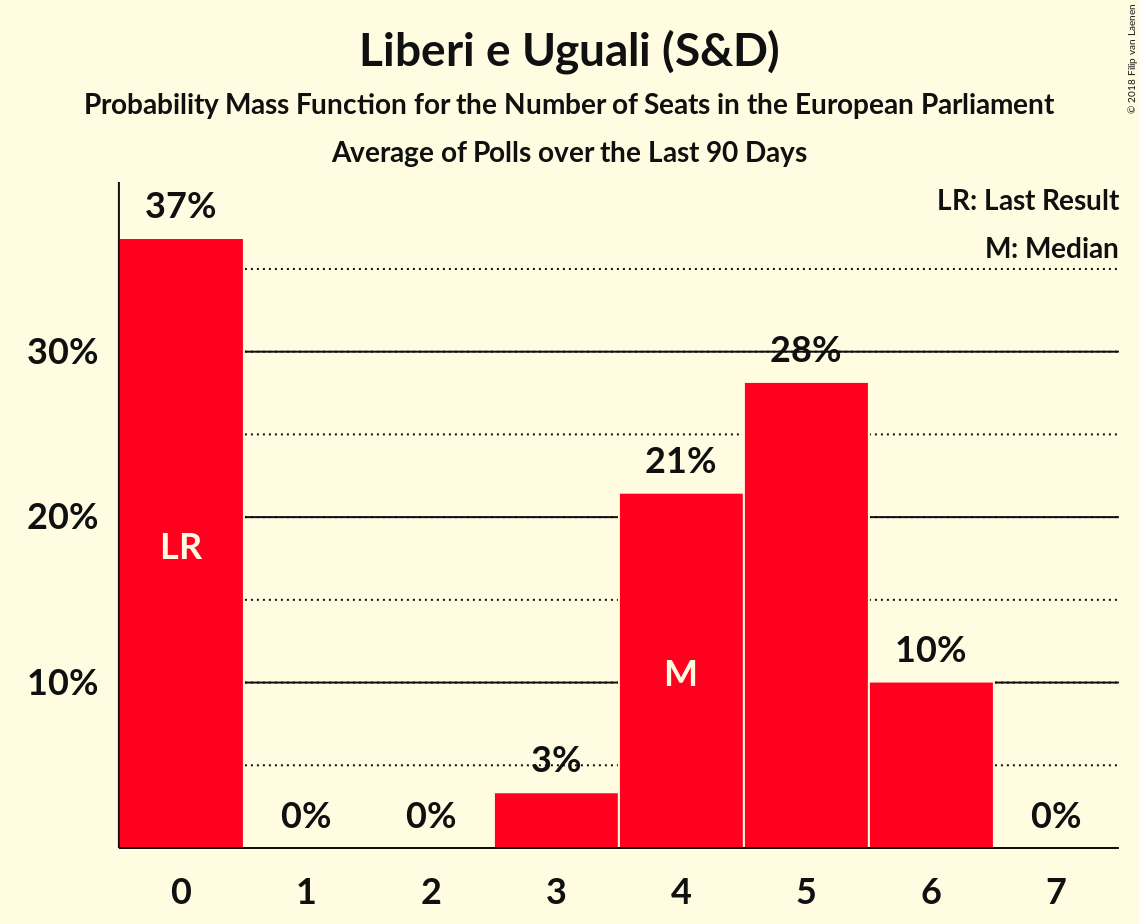 Liberi e Uguali (S&D)
Probability Mass Function for the Number of Seats in the European Parliament
Average of Polls over the Last 90 Days
© 2018 Filip van Laenen
LR: Last Result
M: Median
37%
30%
28%
21%
20%
LR
10%
10%
M
3%
0%
0%
0%
0 1 2 3 4 5 6 7